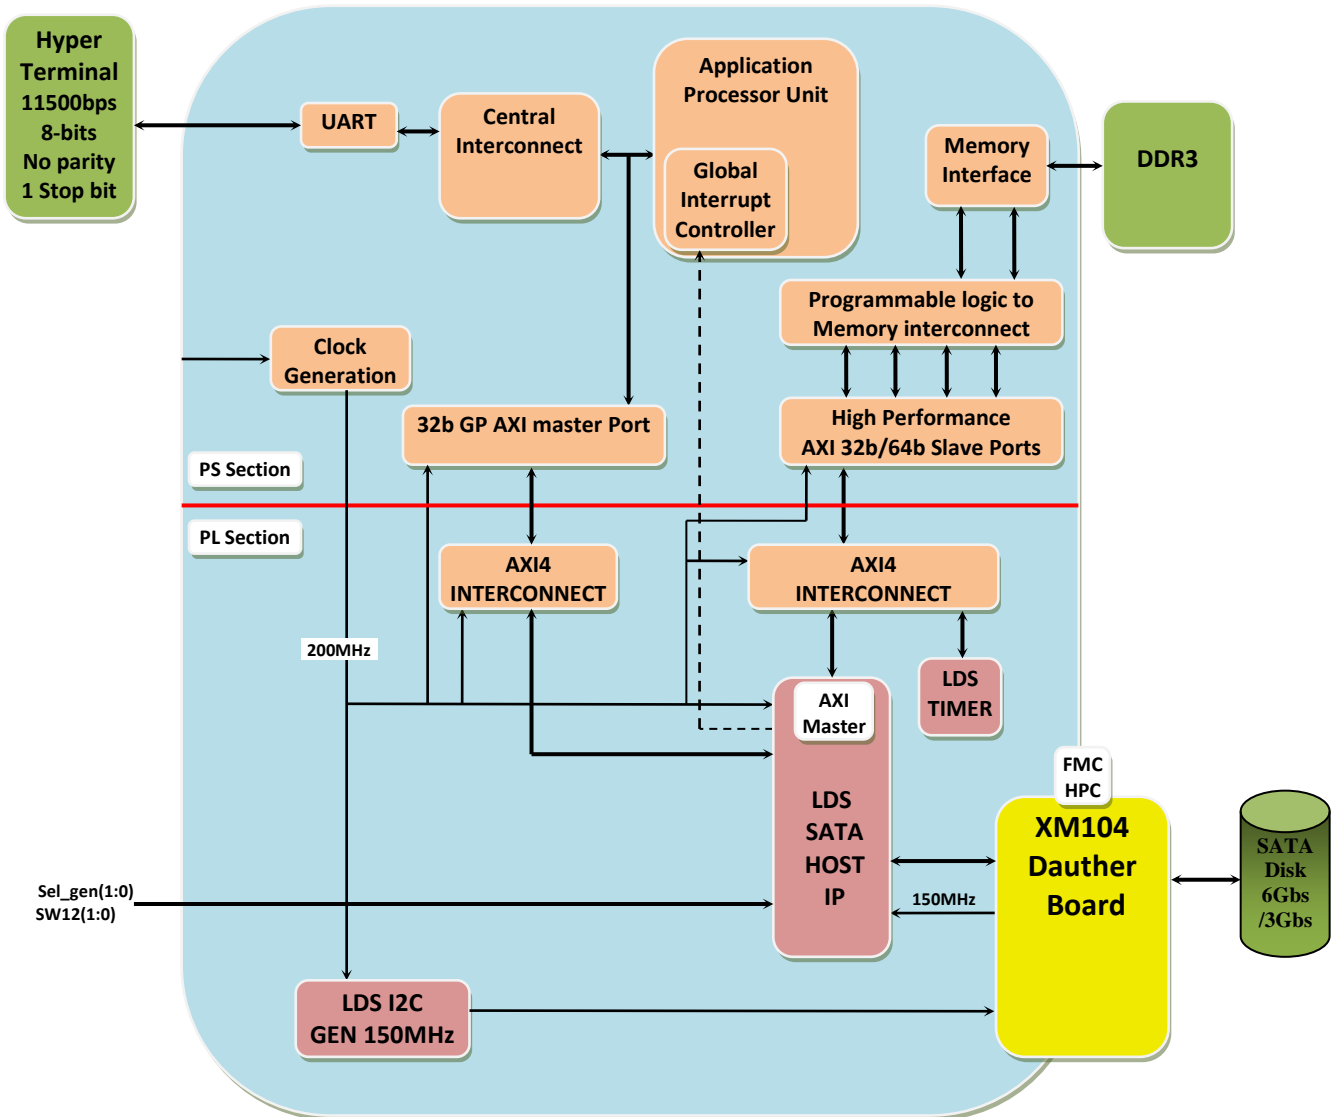 Hyper
Terminal
11500bps
8-bits
No parity
1 Stop bit
UART
Central
Interconnect
Application
Processor Unit
Global
Interrupt
Controller
Memory
Interface
DDR3
Programmable logic to
Memory interconnect
Clock
Generation
32b GP AXI master Port
High Performance
AXI 32b/64b Slave Ports
PS Section
PL Section
AXI4
INTERCONNECT
AXI4
INTERCONNECT
200MHz
LDS
TIMER
AXI
Master
LDS
SATA
HOST
IP
FMC
HPC
XM104
Dauther
Board
SATA
Disk
6Gbs
/3Gbs
150MHz
Sel_gen(1:0)
SW12(1:0)
LDS I2C
GEN 150MHz